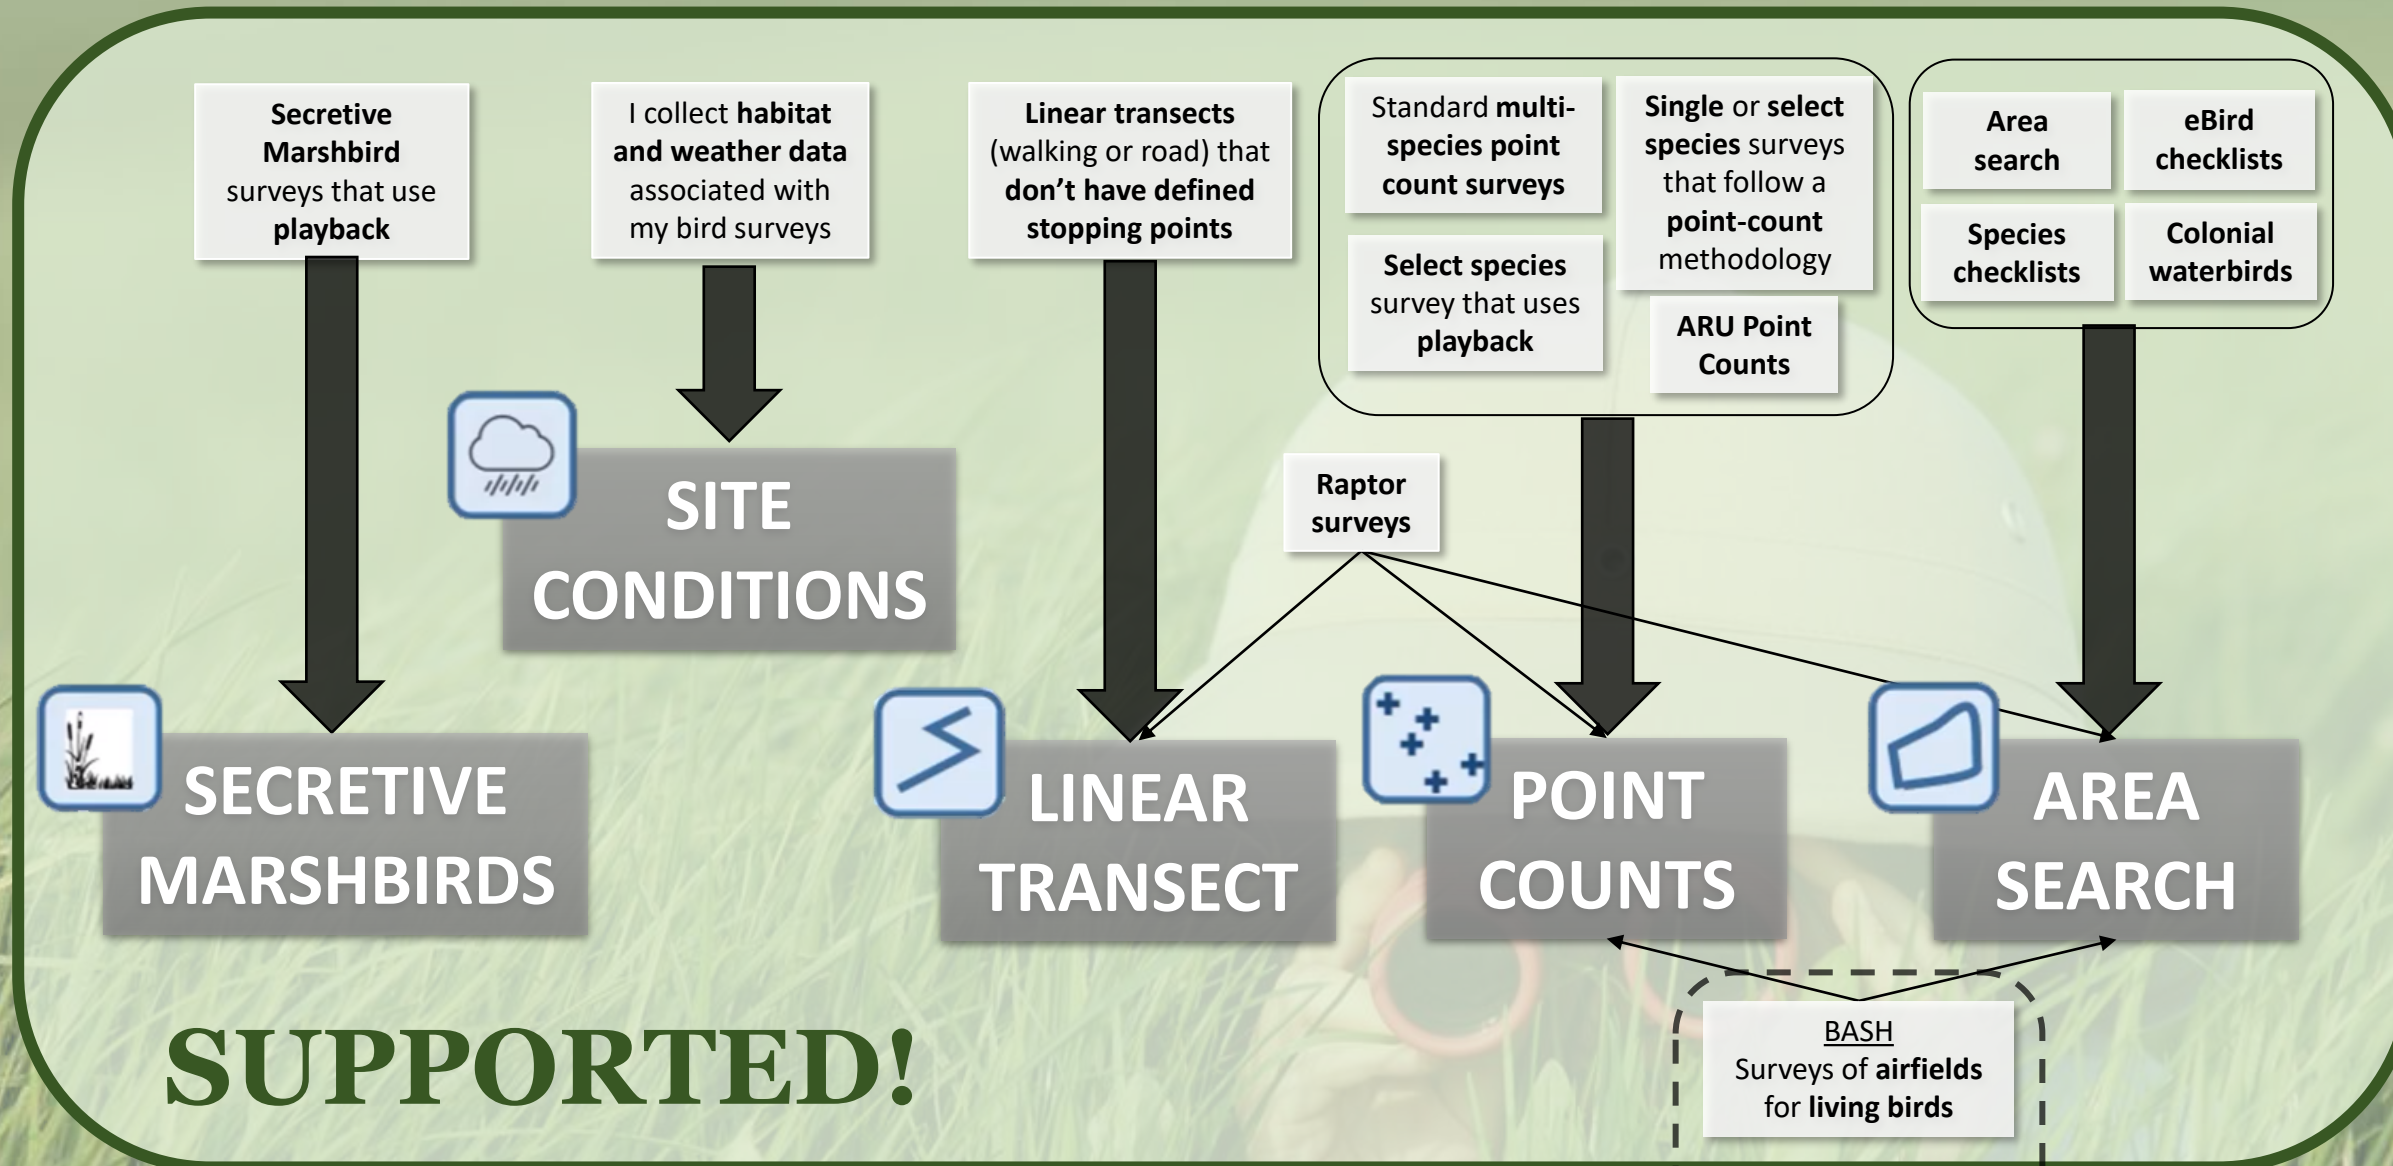 Secretive
Marshbird
surveys that use
playback
I collect habitat
and weather data
associated with
my bird surveys
Linear transects
(walking or road) that
don't have defined
stopping points
Standard multi-
species point
count surveys
Single or select
species surveys
that follow a
point-count
methodology
Select species
survey that uses
playback
ARU Point
Counts
Area
search
eBird
checklists
Species
checklists
Colonial
waterbirds
Raptor
surveys
SITE
CONDITIONS
SECRETIVE
MARSHBIRDS
LINEAR
TRANSECT
POINT
COUNTS
AREA
SEARCH
BASH
Surveys of airfields
for living birds
SUPPORTED!